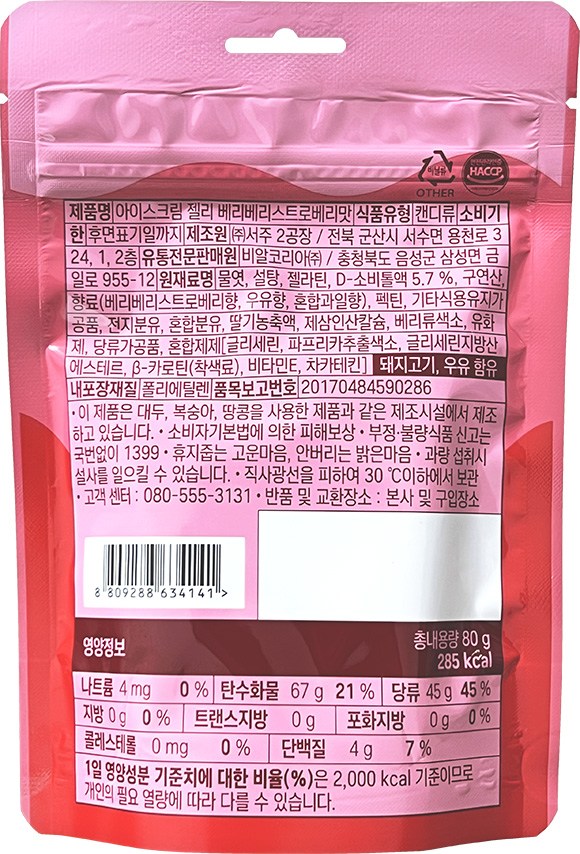 비닐류
OTHER
HACCP
제품명 아이스크림 젤리 베리베리스트로베리맛 식품유형 캔디류 소비기
한 후면표기일까지 제조원 ㈜서주 2공장 / 전북 군산시 서수면 용천로 3
24, 1, 2층 유통전문판매원 비알코리아㈜ / 충청북도 음성군 삼성면 금
일로 955-12 원재료명 물엿, 설탕, 젤라틴, D-소비톨액 5.7 %, 구연산,
향료(베리베리스트로베리향, 우유향, 혼합과일향), 펙틴, 기타식용유지가
공품, 전지분유, 혼합분유, 딸기농축액, 제삼인산칼슘, 베리류색소, 유화
제, 당류가공품, 혼합제제[글리세린, 파프리카추출색소, 글리세린지방산
에스테르, β-카로틴(착색료), 비타민E, 차카테킨] 돼지고기, 우유 함유
내포장재질 폴리에틸렌 품목보고번호 20170484590286
• 이 제품은 대두, 복숭아, 땅콩을 사용한 제품과 같은 제조시설에서 제조
하고 있습니다. • 소비자기본법에 의한 피해보상 • 부정·불량식품 신고는
국번없이 1399 • 휴지줍는 고운마음, 안버리는 밝은마음 • 과량 섭취시
설사를 일으킬 수 있습니다. • 직사광선을 피하여 30 ℃이하에서 보관
• 고객 센터 : 080-555-3131 • 반품 및 교환장소 : 본사 및 구입장소
8 809288 634141 >
영양정보 총내용량 80 g
285 kcal
나트륨 4 mg 0 % 탄수화물 67 g 21 % 당류 45 g 45 %
지방 0 g 0 % 트랜스지방 0 g 포화지방 0 g 0 %
콜레스테롤 0 mg 0 % 단백질 4 g 7 %
1일 영양성분 기준치에 대한 비율(%)은 2,000 kcal 기준이므로
개인의 필요 열량에 따라 다를 수 있습니다.